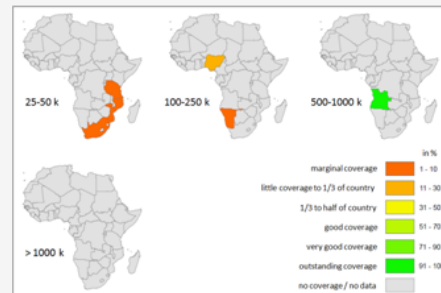 25-50 k
100-250 k
500-1000 k
> 1000 k
in %
marginal coverage 1 - 10
little coverage to 1/3 of country 11 - 30
1/3 to half of country 31 - 50
good coverage 51 - 70
very good coverage 71 - 90
outstanding coverage 91 - 100
no coverage / no data